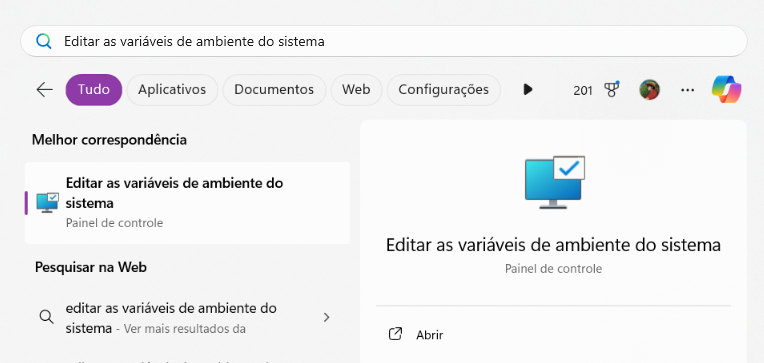 Editar as variáveis de ambiente do sistema
Tudo
Aplicativos
Documentos
Web
Configurações
201
Melhor correspondência
Editar as variáveis de ambiente do
sistema
Painel de controle
Pesquisar na Web
editar as variáveis de ambiente do
sistema - Ver mais resultados da
Editar as variáveis de ambiente do sistema
Painel de controle
Abrir